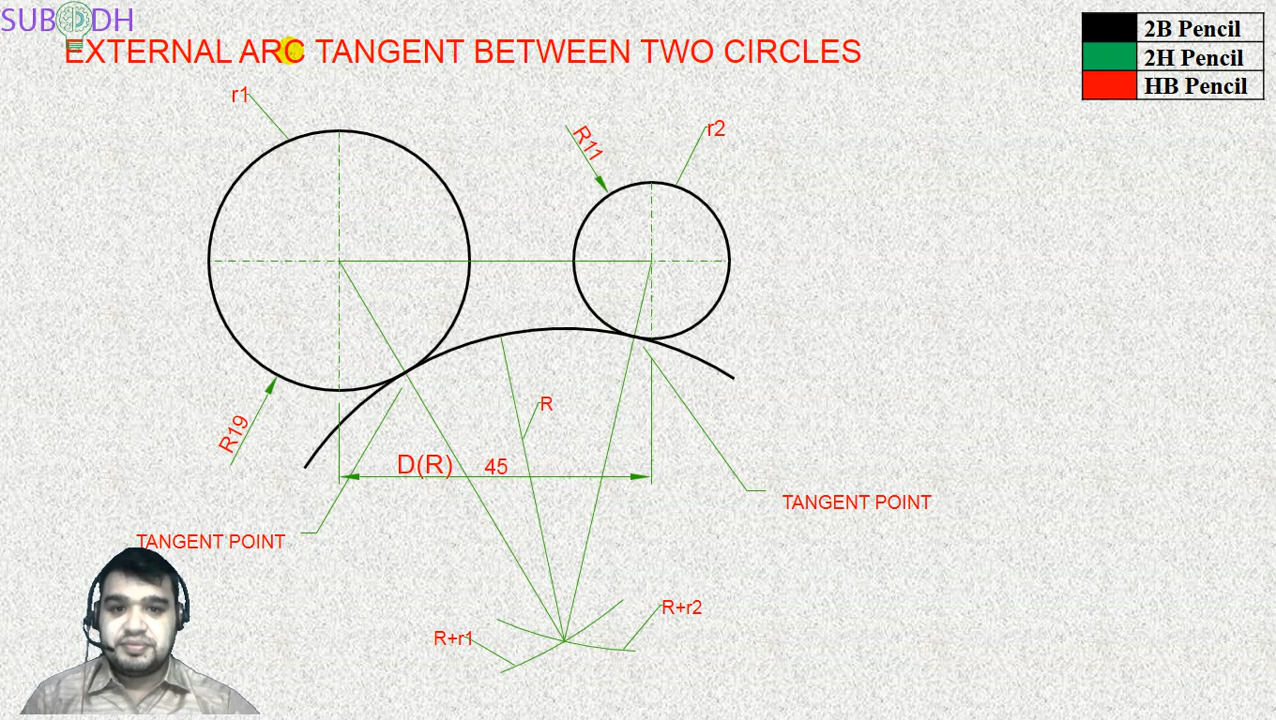 SUBODH
EXTERNAL ARC TANGENT BETWEEN TWO CIRCLES
2B Pencil
2H Pencil
HB Pencil
r1
R11
r2
R19
R
D(R) 45
TANGENT POINT
TANGENT POINT
R+r1
R+r2